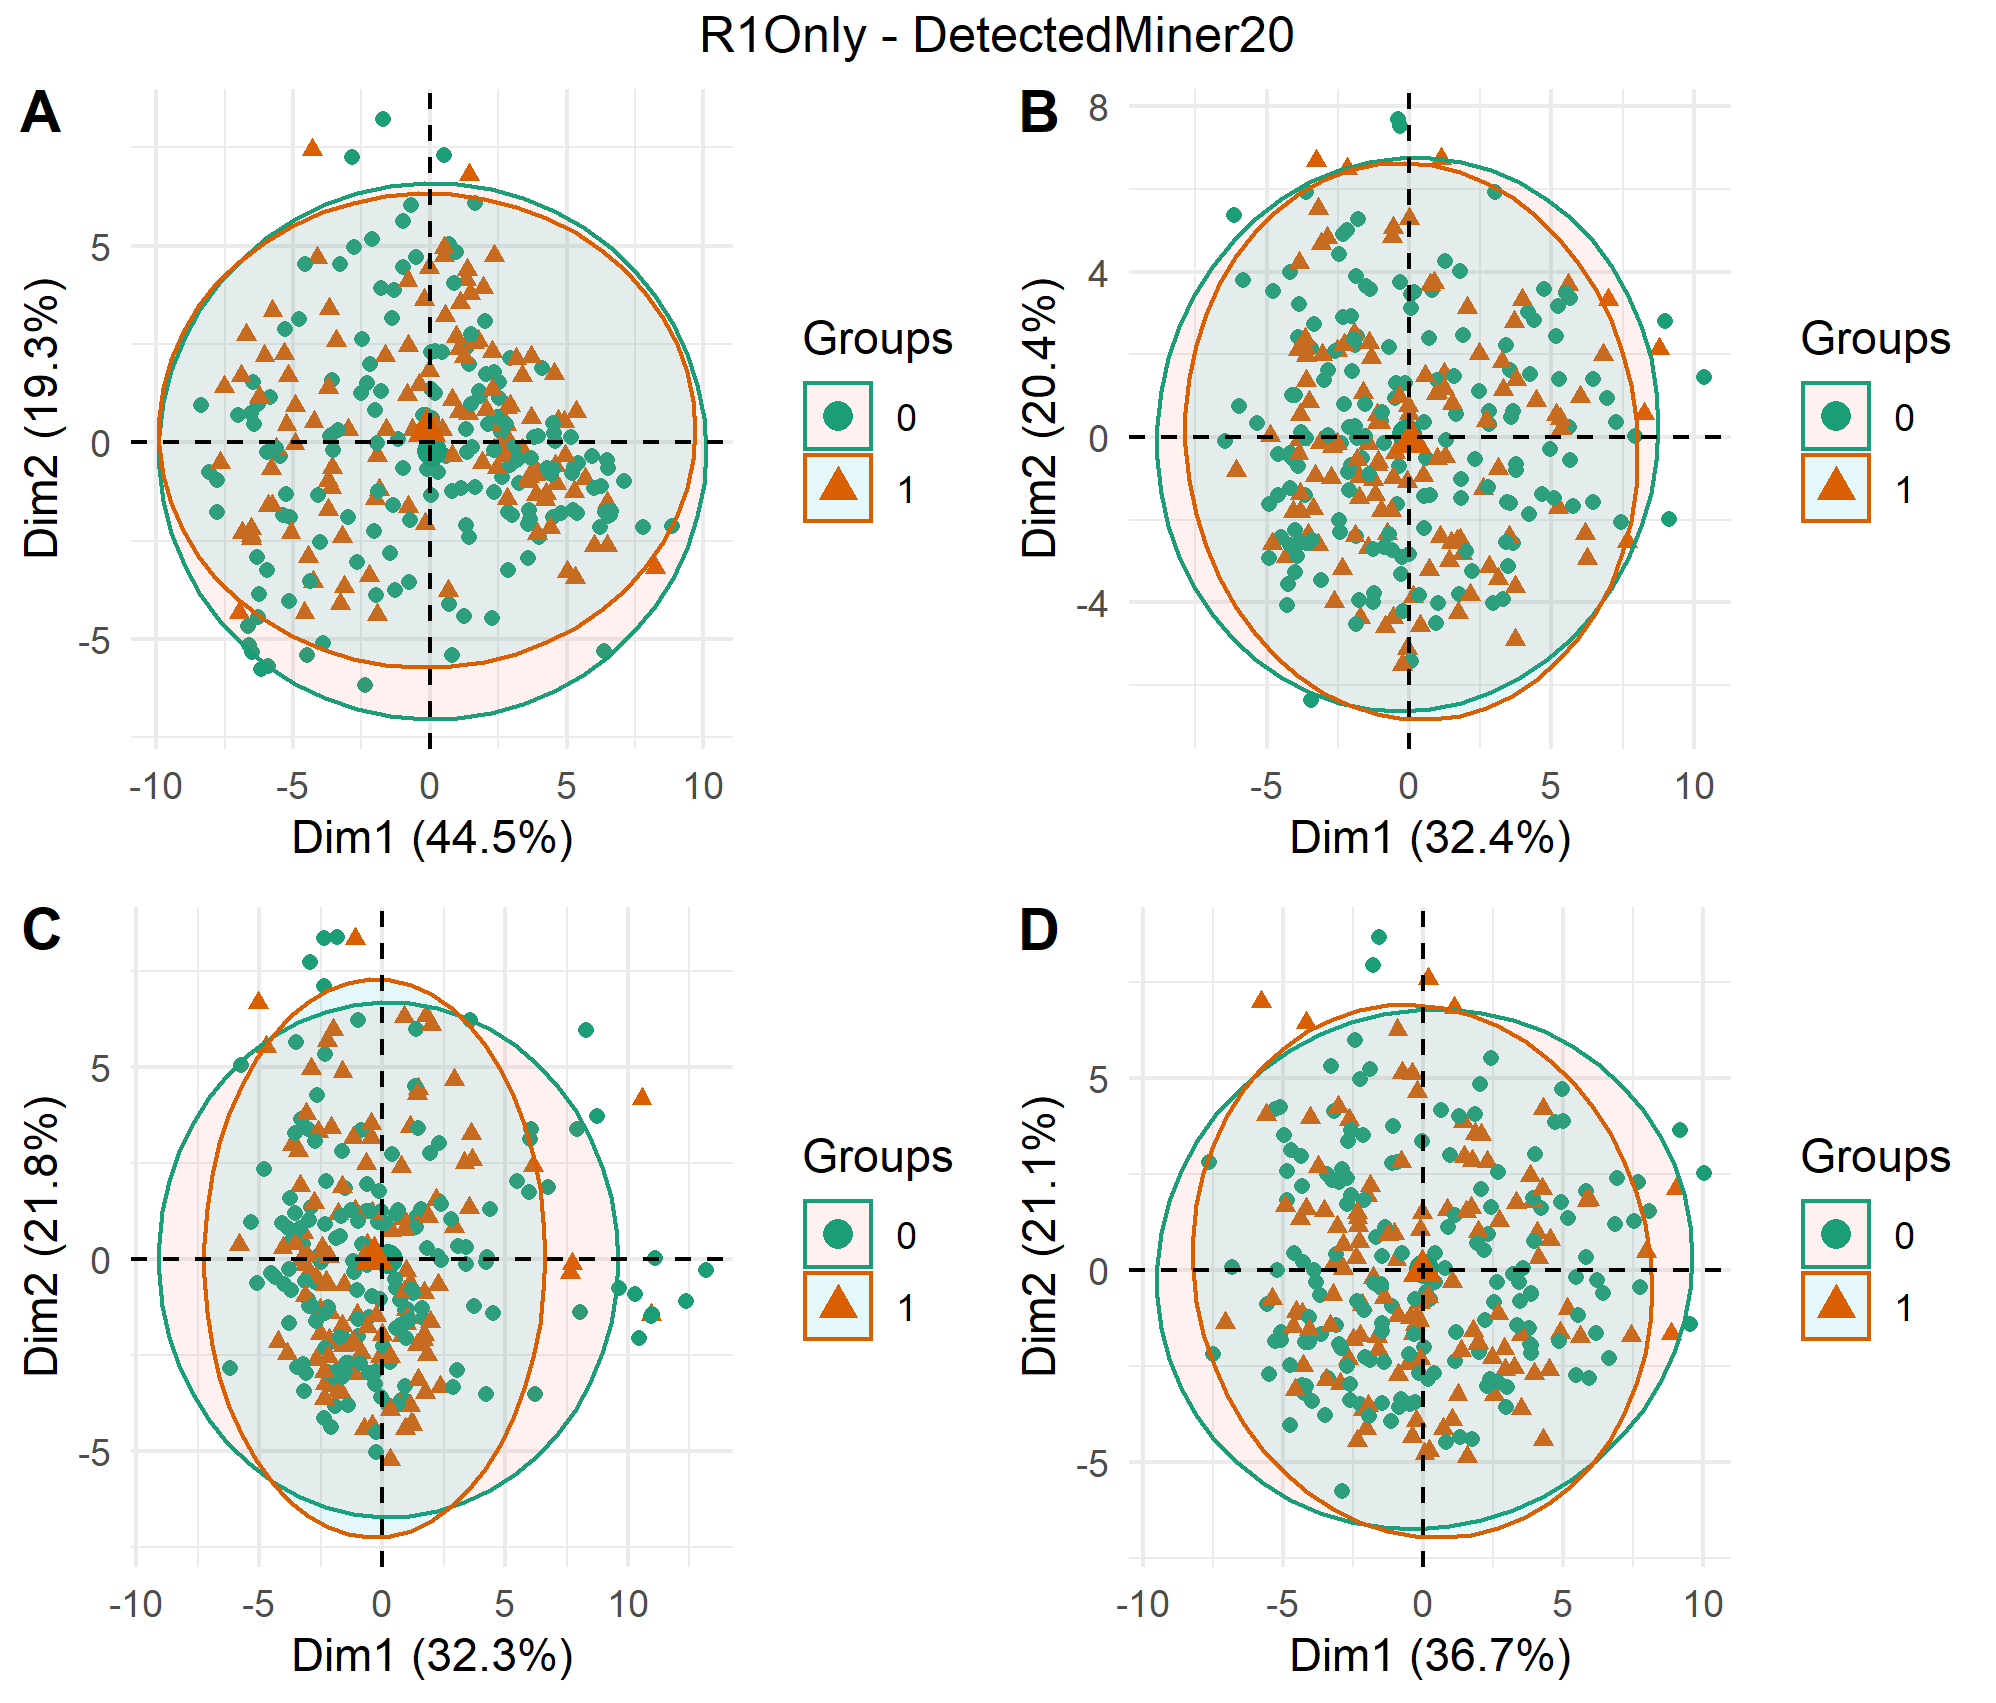 R1Only - DetectedMiner20
A
Dim2 (19.3%)
5
0
-5
-10 -5 0 5 10
Dim1 (44.5%)
Groups
0
1
B
Dim2 (20.4%)
8
4
0
-4
-5 0 5 10
Dim1 (32.4%)
Groups
0
1
C
Dim2 (21.8%)
5
0
-5
-10 -5 0 5 10
Dim1 (32.3%)
Groups
0
1
D
Dim2 (21.1%)
5
0
-5
-10 -5 0 5 10
Dim1 (36.7%)
Groups
0
1